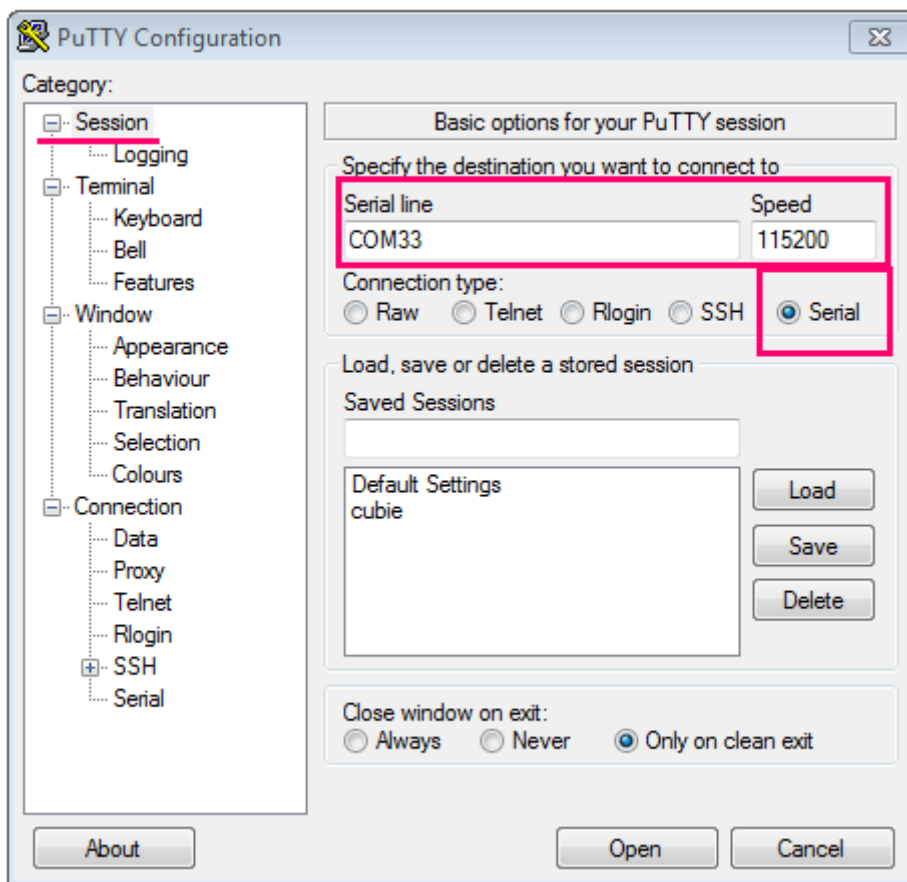 PuTTY Configuration
Category:
Session
Logging
Terminal
Keyboard
Bell
Features
Window
Appearance
Behaviour
Translation
Selection
Colours
Connection
Data
Proxy
Telnet
Rlogin
SSH
Serial
Basic options for your PuTTY session
Specify the destination you want to connect to
Serial line Speed
COM33 115200
Connection type:
Raw Telnet Rlogin SSH Serial
Load, save or delete a stored session
Saved Sessions
Default Settings
cubie
Load
Save
Delete
Close window on exit:
Always Never Only on clean exit
About Open Cancel